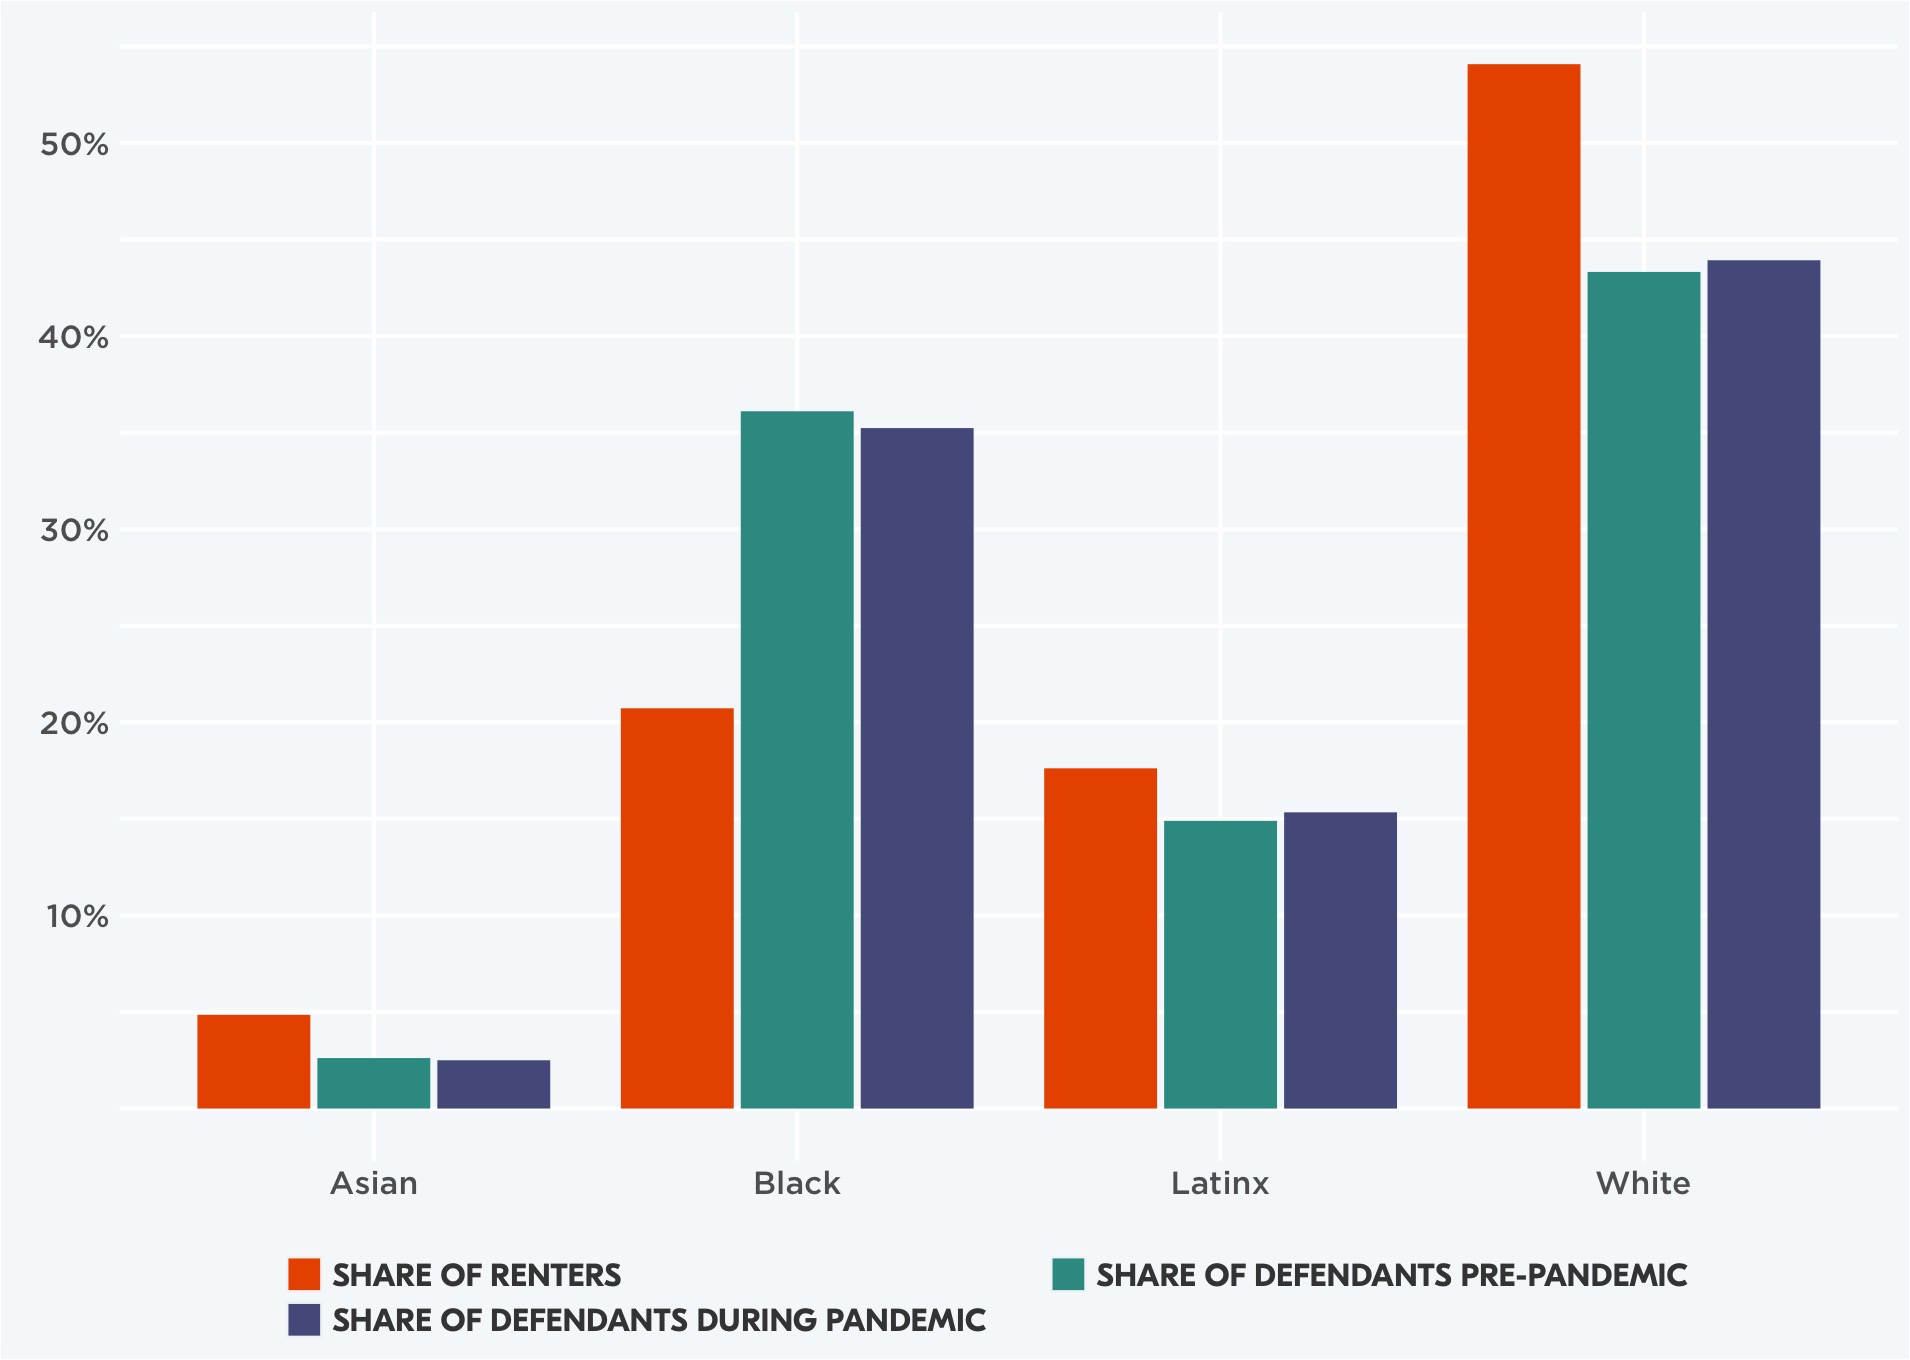 50%
40%
30%
20%
10%
Asian Black Latinx White
SHARE OF RENTERS SHARE OF DEFENDANTS PRE-PANDEMIC
SHARE OF DEFENDANTS DURING PANDEMIC